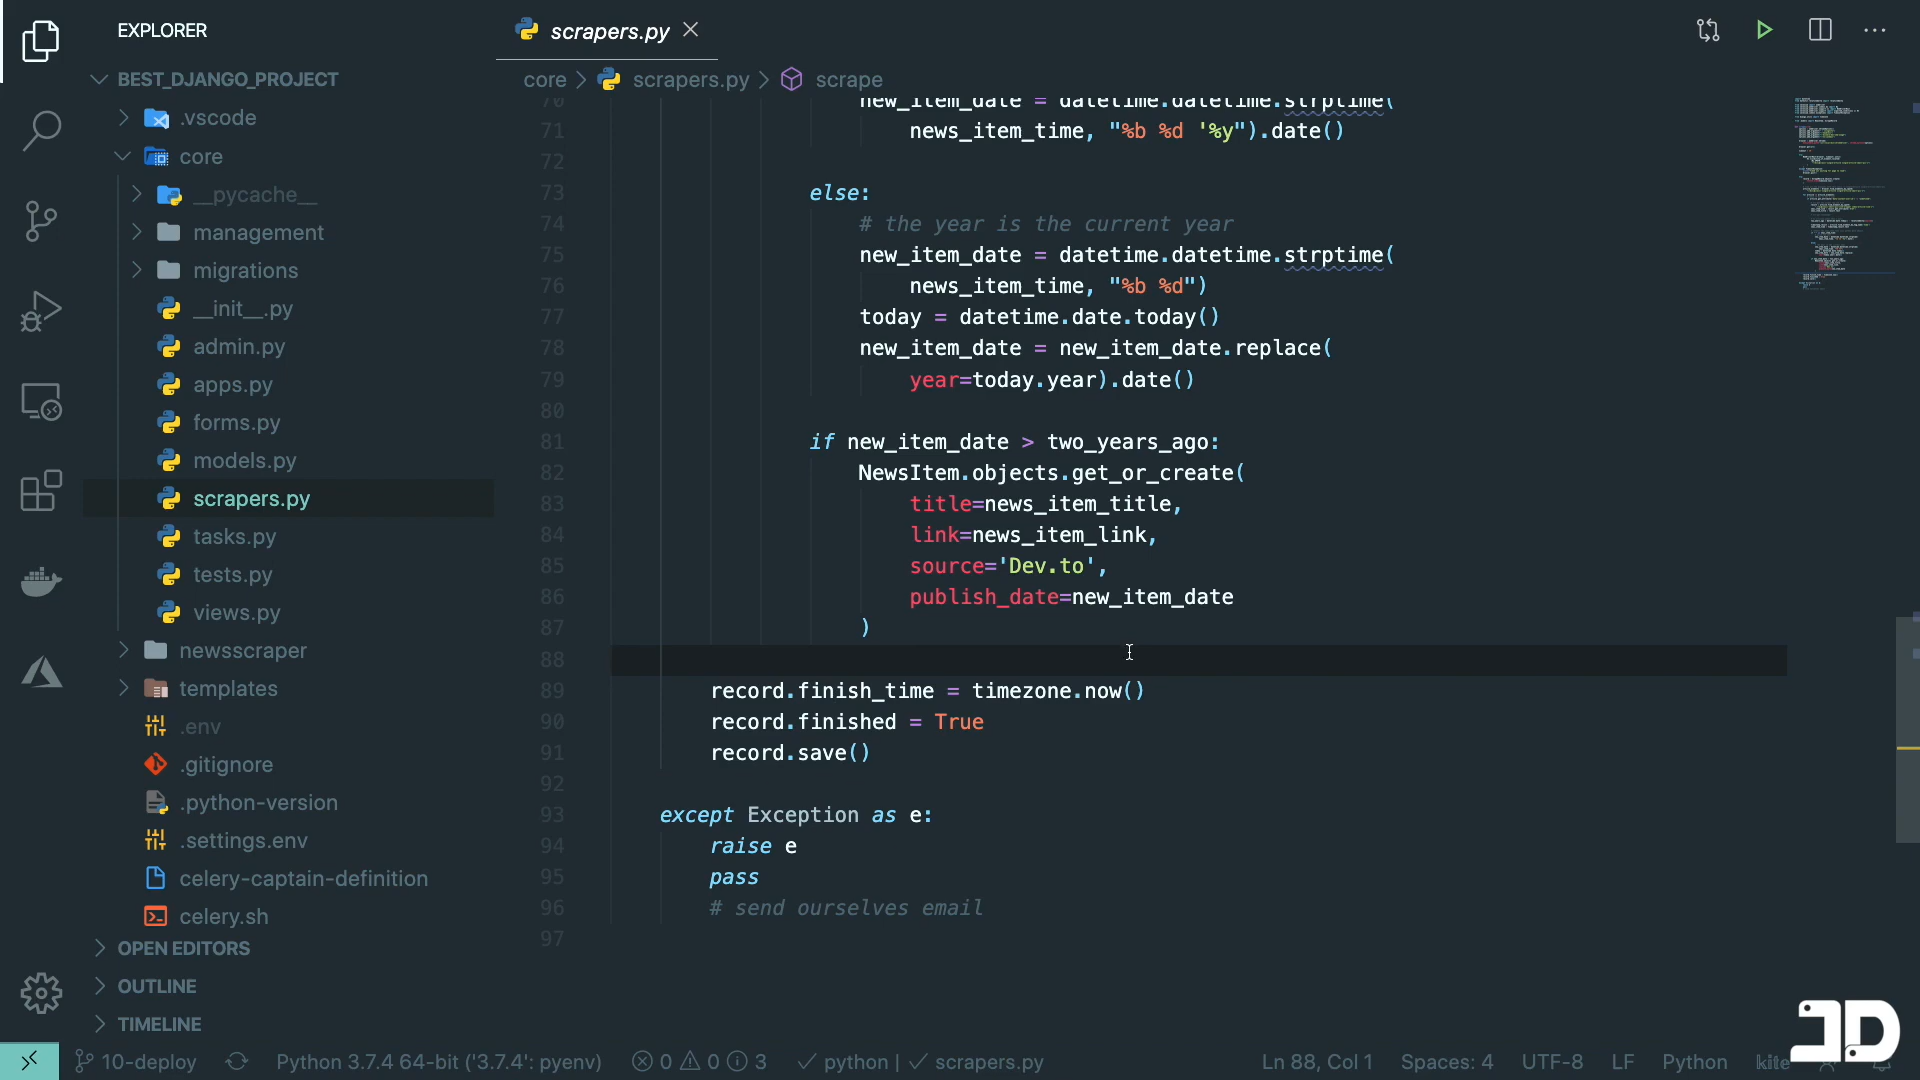 EXPLORER
BEST_DJANGO_PROJECT
.vscode
core
__pycache__
management
migrations
__init__.py
admin.py
apps.py
forms.py
models.py
scrapers.py
tasks.py
tests.py
views.py
newsscraper
templates
.env
.gitignore
.python-version
.settings.env
celery-captain-definition
celery.sh
OPEN EDITORS
OUTLINE
TIMELINE
scrapers.py
core > scrapers.py > scrape
70 new_item_date = datetime.datetime.strptime(
71 news_item_time, "%b %d '%y").date()
72
73 else:
74 # the year is the current year
75 new_item_date = datetime.datetime.strptime(
76 news_item_time, "%b %d")
77 today = datetime.date.today()
78 new_item_date = new_item_date.replace(
79 year=today.year).date()
80
81 if new_item_date > two_years_ago:
82 NewsItem.objects.get_or_create(
83 title=news_item_title,
84 link=news_item_link,
85 source='Dev.to',
86 publish_date=new_item_date
87 )
88
89 record.finish_time = timezone.now()
90 record.finished = True
91 record.save()
92
93 except Exception as e:
94 raise e
95 pass
96 # send ourselves email
97
10-deploy Python 3.7.4 64-bit ('3.7.4': pyenv) 0 0 3 python | scrapers.py Ln 88, Col 1 Spaces: 4 UTF-8 LF Python kite
JD